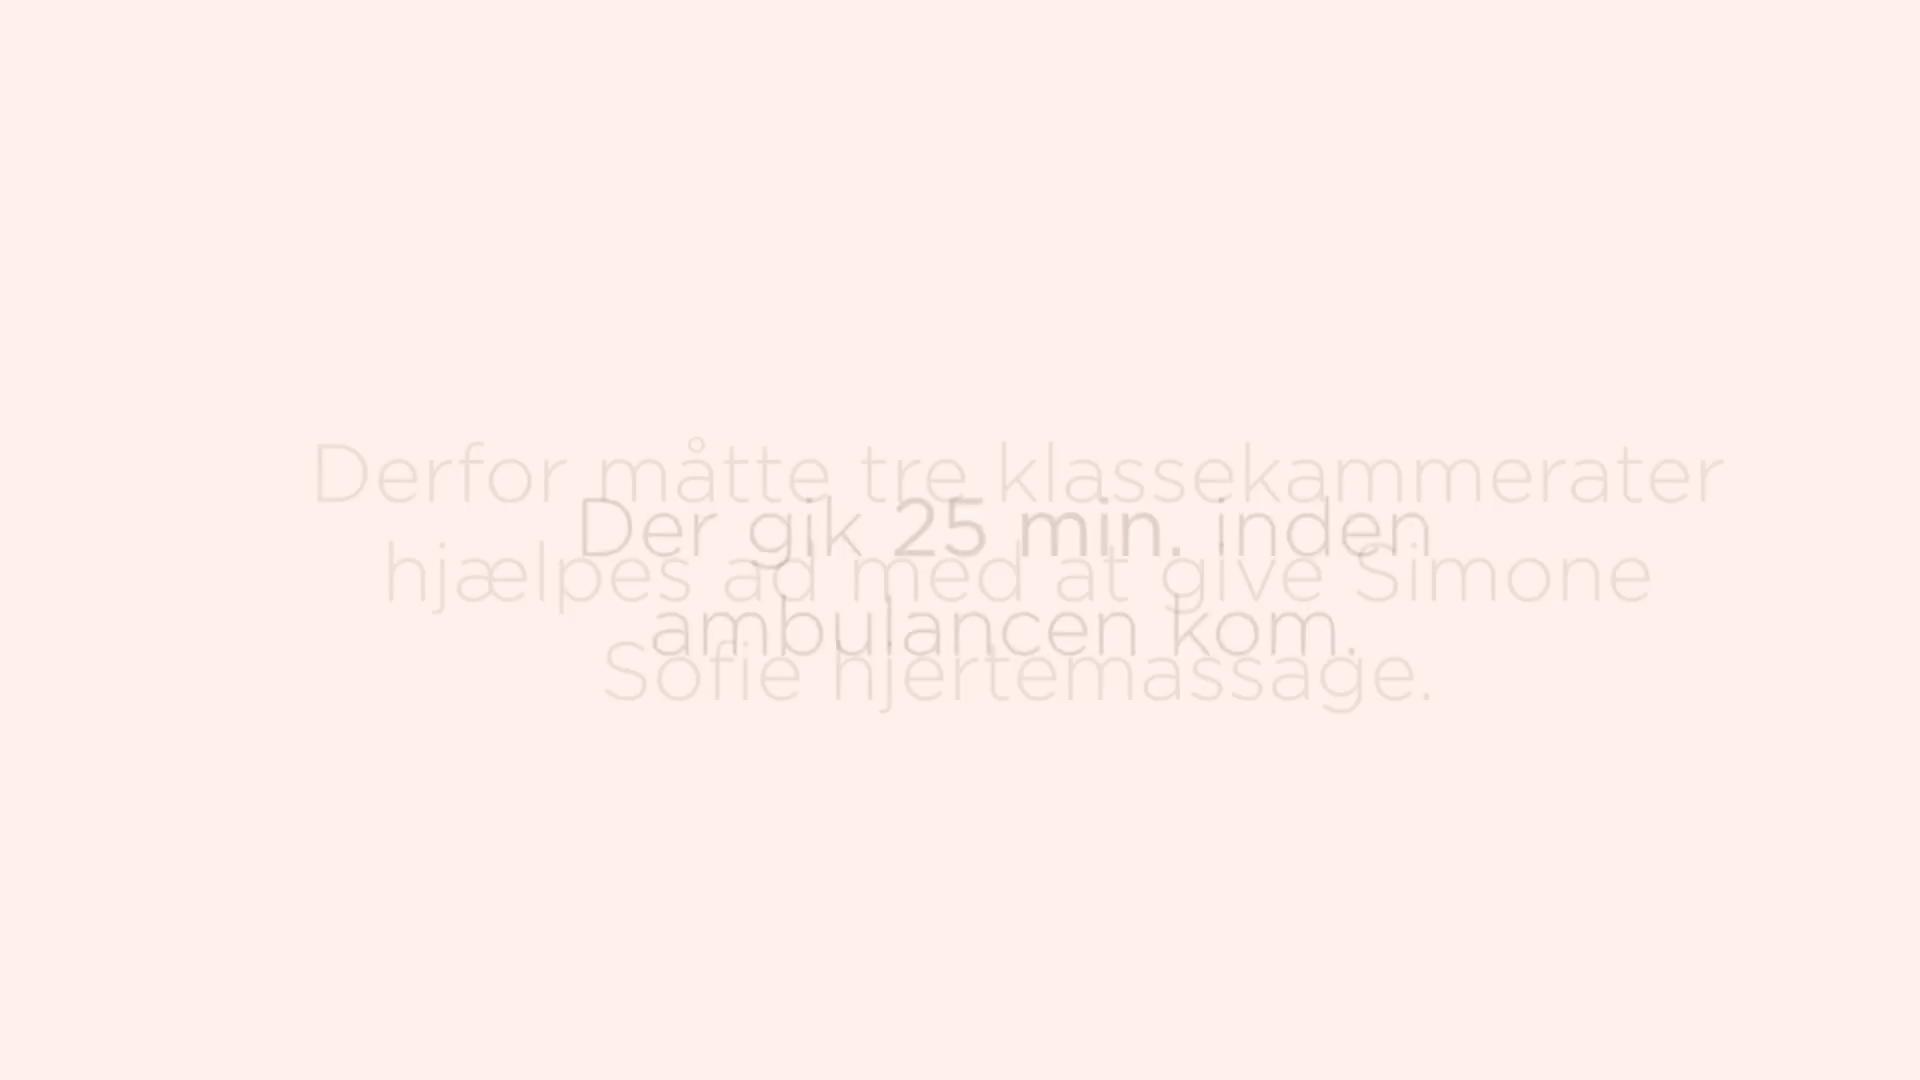 Der gik 25 min. inden
ambulancen kom.
Derfor måtte tre klassekammerater
hjælpes ad med at give Simone
Sofie hjertemassage.